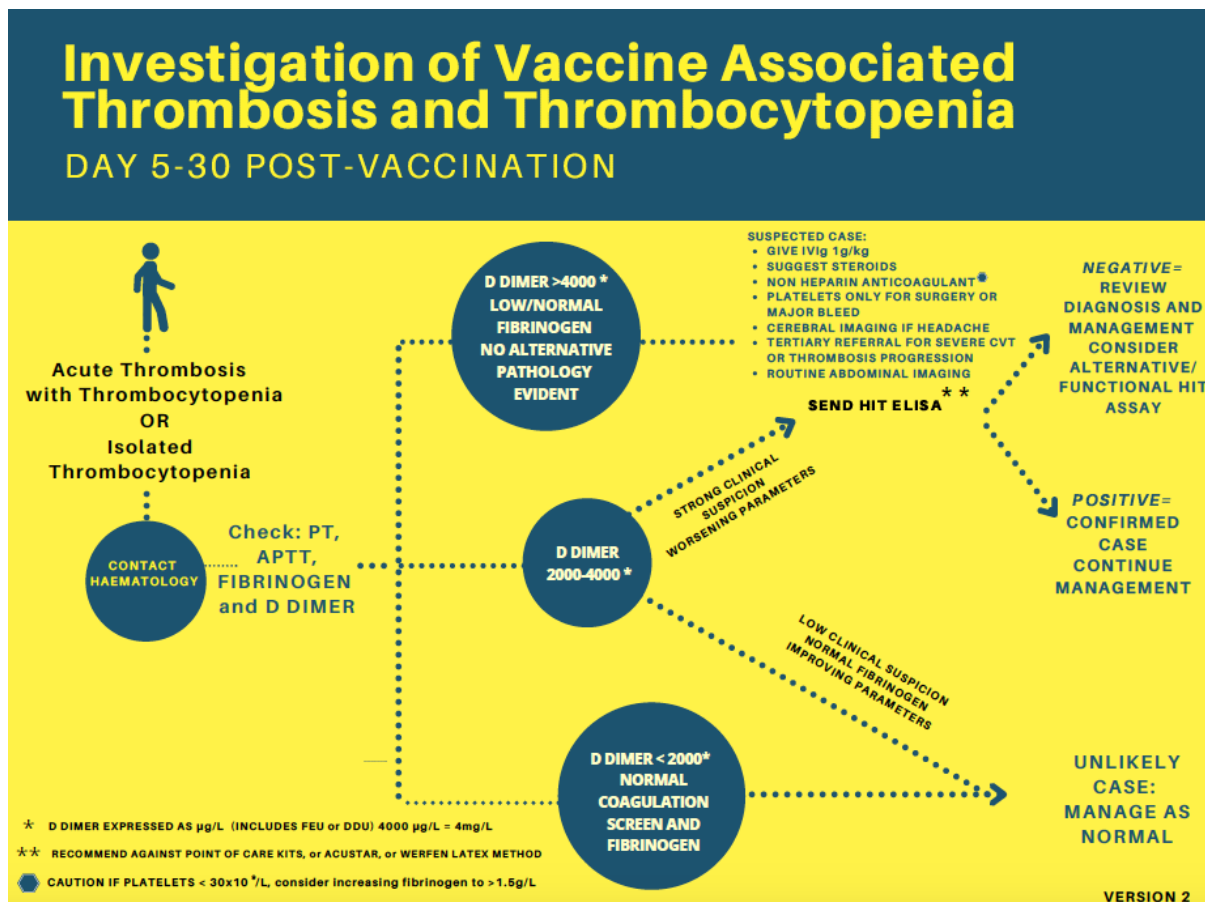 Investigation of Vaccine Associated
Thrombosis and Thrombocytopenia
DAY 5-30 POST-VACCINATION
Acute Thrombosis
with Thrombocytopenia
OR
Isolated
Thrombocytopenia
CONTACT
HAEMATOLOGY
Check: PT,
APTT,
FIBRINOGEN
and D DIMER
D DIMER >4000 *
LOW/NORMAL
FIBRINOGEN
NO ALTERNATIVE
PATHOLOGY
EVIDENT
D DIMER
2000-4000 *
D DIMER < 2000*
NORMAL
COAGULATION
SCREEN AND
FIBRINOGEN
SUSPECTED CASE:
• GIVE IVIg 1g/kg
• SUGGEST STEROIDS
• NON HEPARIN ANTICOAGULANT
• PLATELETS ONLY FOR SURGERY OR
MAJOR BLEED
• CEREBRAL IMAGING IF HEADACHE
• TERTIARY REFERRAL FOR SEVERE CVT
OR THROMBOSIS PROGRESSION
• ROUTINE ABDOMINAL IMAGING
SEND HIT ELISA**
STRONG CLINICAL
SUSPICION
WORSENING PARAMETERS
LOW CLINICAL SUSPICION
NORMAL FIBRINOGEN
IMPROVING PARAMETERS
NEGATIVE=
REVIEW
DIAGNOSIS AND
MANAGEMENT
CONSIDER
ALTERNATIVE/
FUNCTIONAL HIT
ASSAY
POSITIVE=
CONFIRMED
CASE
CONTINUE
MANAGEMENT
UNLIKELY
CASE:
MANAGE AS
NORMAL
* D DIMER EXPRESSED AS µg/L (INCLUDES FEU or DDU) 4000 µg/L = 4mg/L
** RECOMMEND AGAINST POINT OF CARE KITS, or ACUSTAR, or WERFEN LATEX METHOD
CAUTION IF PLATELETS < 30x10 */L, consider increasing fibrinogen to >1.5g/L
VERSION 2